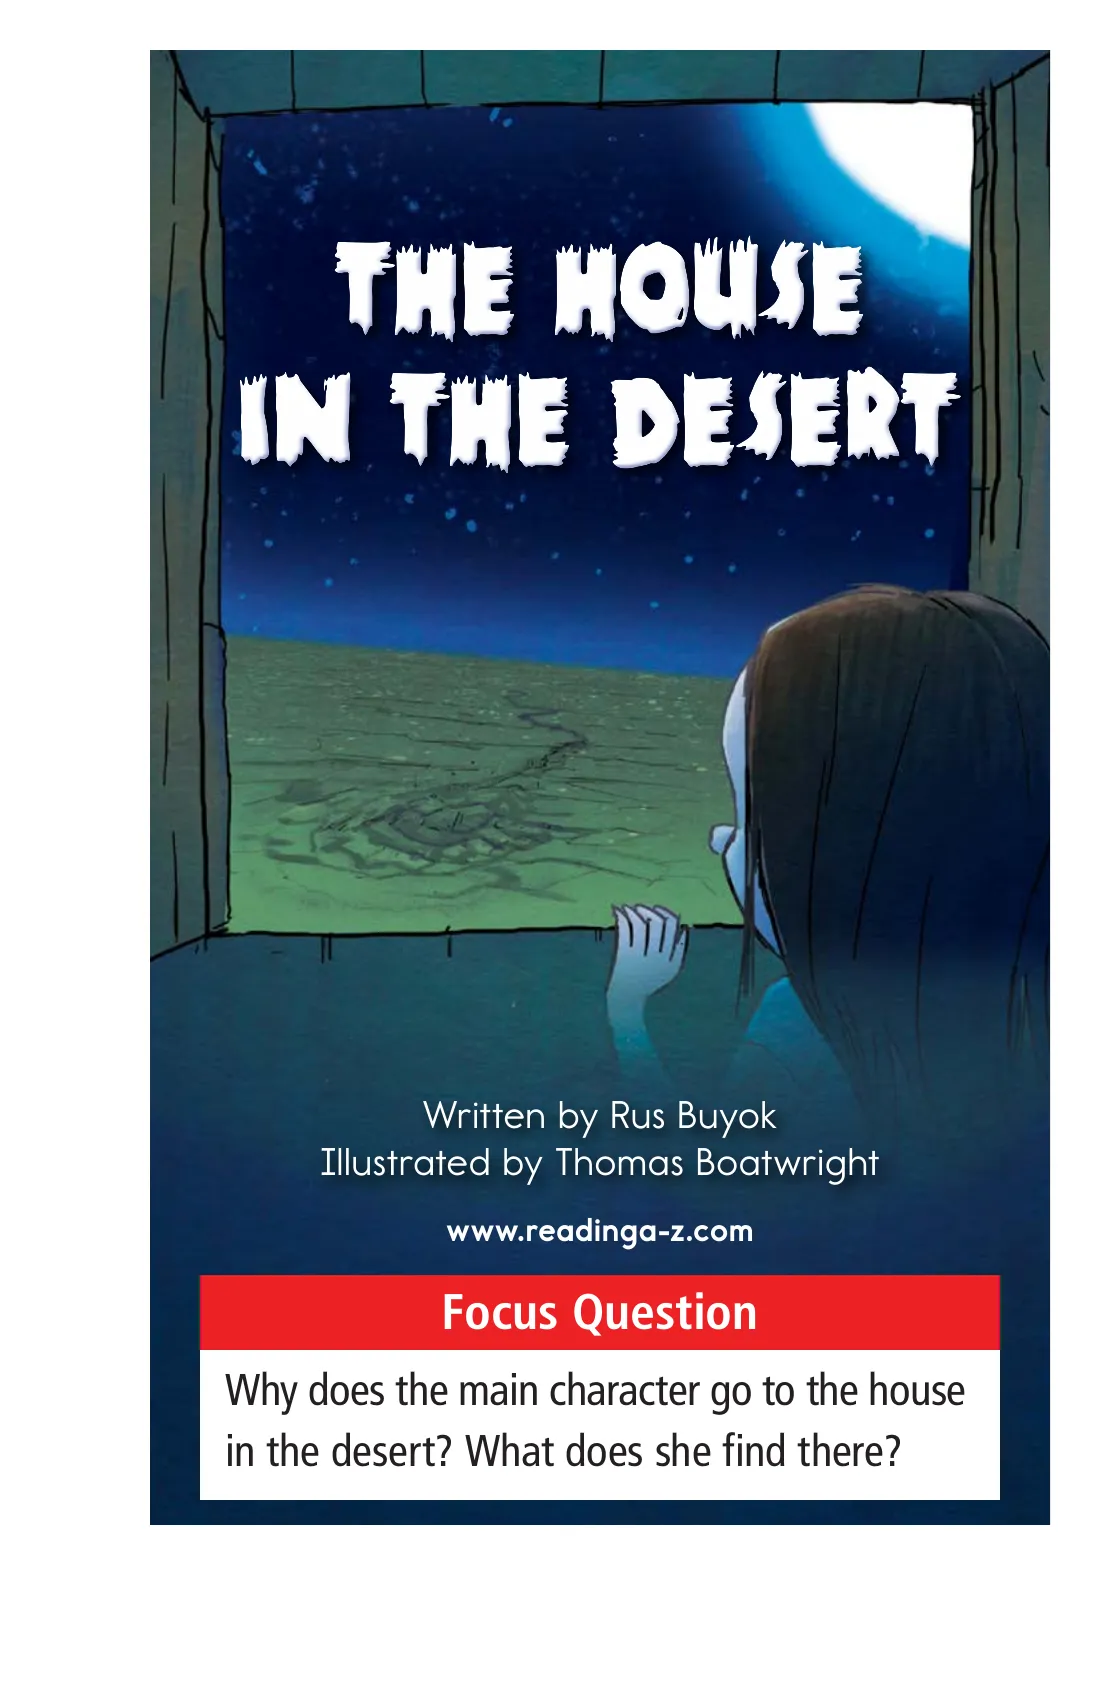 THE HOUSE
IN THE DESERT
Written by Rus Buyok
Illustrated by Thomas Boatwright
www.readinga-z.com
Focus Question
Why does the main character go to the house
in the desert? What does she find there?